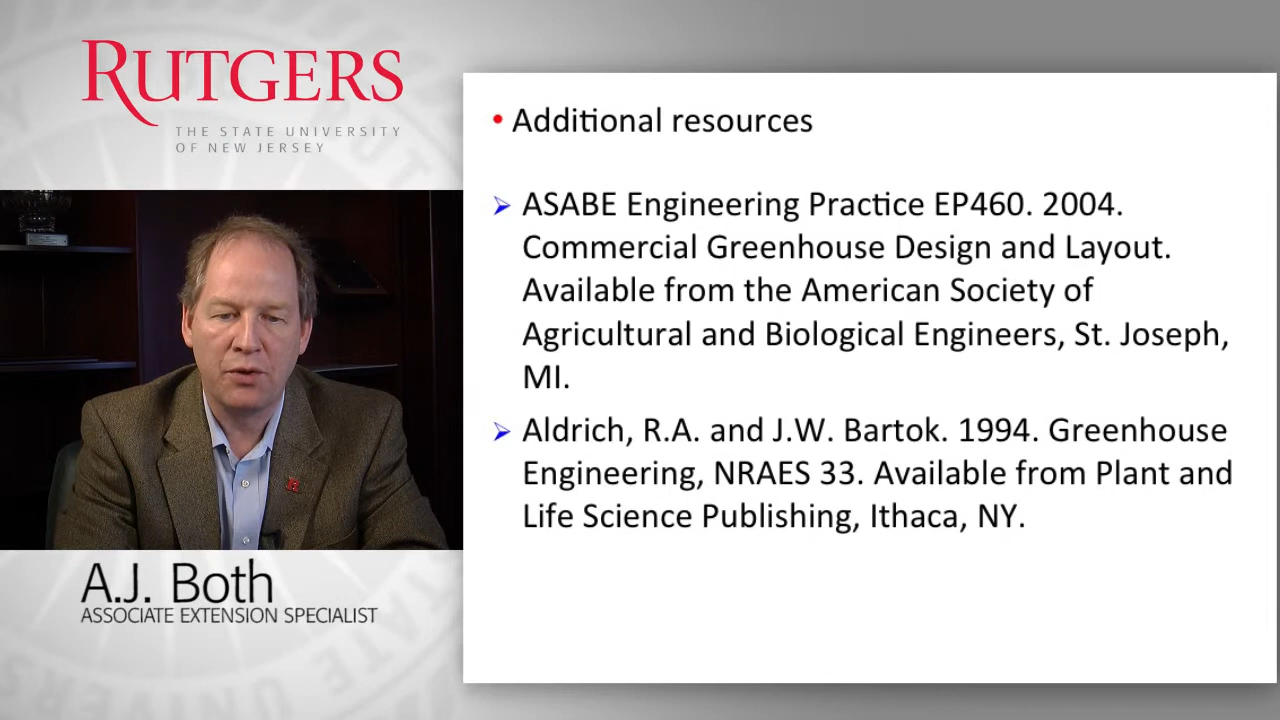 RUTGERS
THE STATE UNIVERSITY
OF NEW JERSEY
• Additional resources
➢ ASABE Engineering Practice EP460. 2004.
Commercial Greenhouse Design and Layout.
Available from the American Society of
Agricultural and Biological Engineers, St. Joseph,
MI.
➢ Aldrich, R.A. and J.W. Bartok. 1994. Greenhouse
Engineering, NRAES 33. Available from Plant and
Life Science Publishing, Ithaca, NY.
A.J. Both
ASSOCIATE EXTENSION SPECIALIST